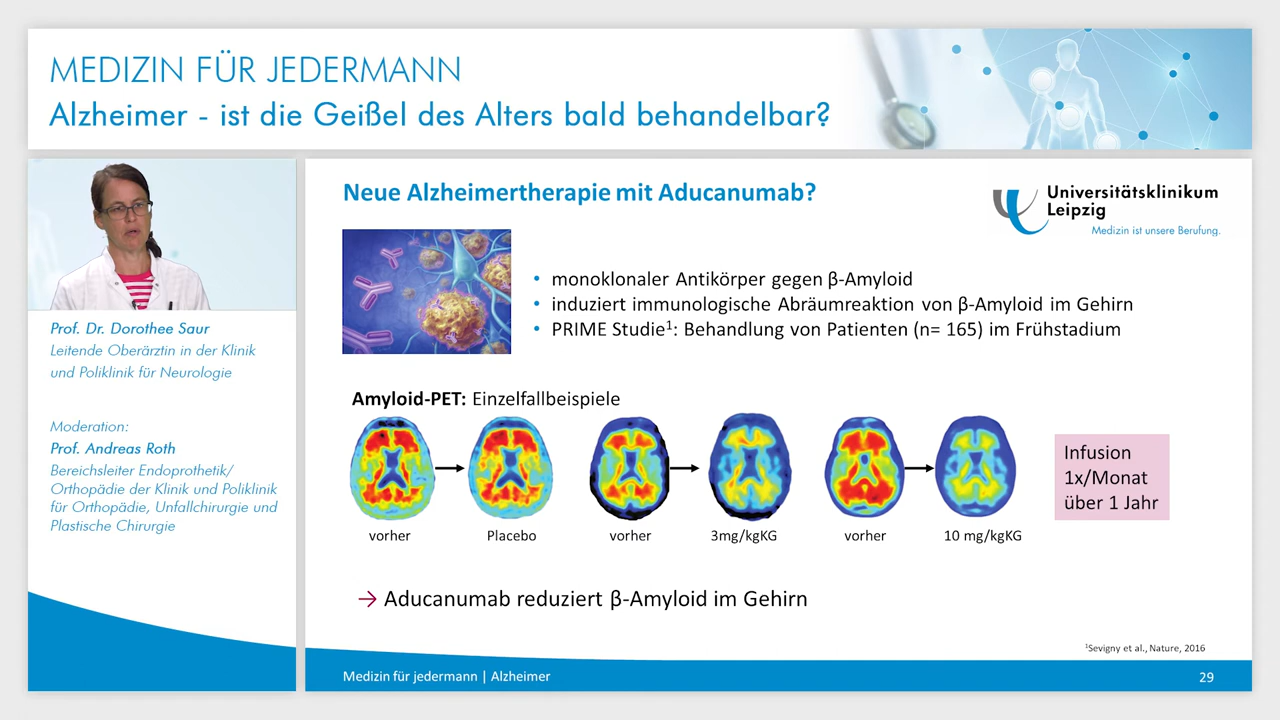 MEDIZIN FÜR JEDERMANN
Alzheimer - ist die Geißel des Alters bald behandelbar?
Prof. Dr. Dorothee Saur
Leitende Oberärztin in der Klinik
und Poliklinik für Neurologie
Moderation:
Prof. Andreas Roth
Bereichsleiter Endoprothetik/
Orthopädie der Klinik und Poliklinik
für Orthopädie, Unfallchirurgie und
Plastische Chirurgie
Neue Alzheimertherapie mit Aducanumab?
Universitätsklinikum
Leipzig
Medizin ist unsere Berufung.
• monoklonaler Antikörper gegen β-Amyloid
• induziert immunologische Abräumreaktion von β-Amyloid im Gehirn
• PRIME Studie¹: Behandlung von Patienten (n= 165) im Frühstadium
Amyloid-PET: Einzelfallbeispiele
vorher Placebo vorher 3mg/kgKG vorher 10 mg/kgKG
Infusion
1x/Monat
über 1 Jahr
→ Aducanumab reduziert β-Amyloid im Gehirn
¹Sevigny et al., Nature, 2016
Medizin für jedermann | Alzheimer 29